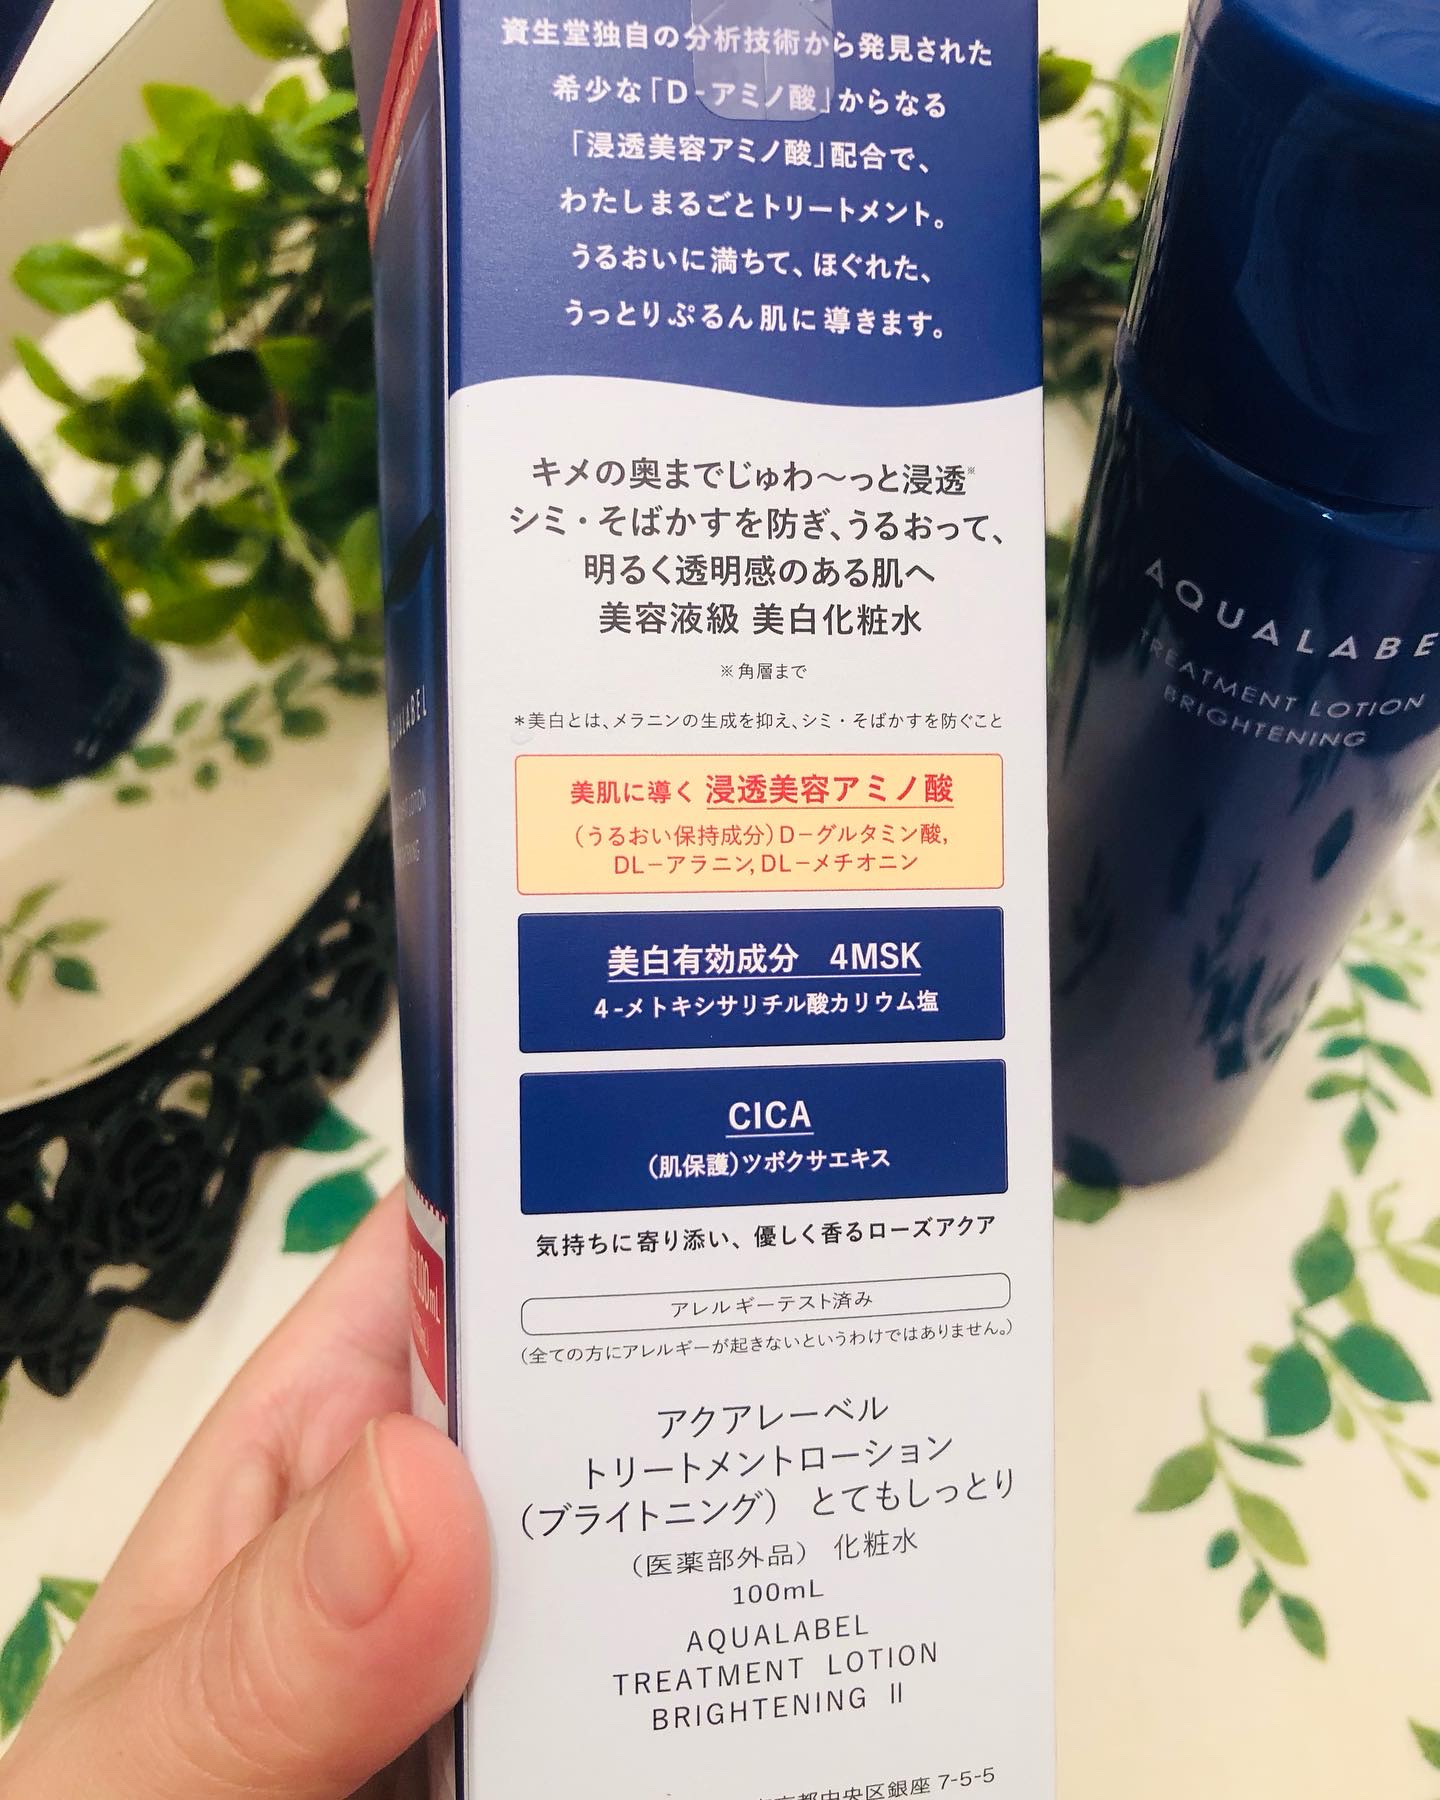 資生堂独自の分析技術から発見された
希少な「D-アミノ酸」からなる
「浸透美容アミノ酸」配合で、
わたしまるごとトリートメント。
うるおいに満ちて、ほぐれた、
うっとりぷるん肌に導きます。
キメの奥までじゅわ〜っと浸透※
シミ・そばかすを防ぎ、うるおって、
明るく透明感のある肌へ
美容液級 美白化粧水
※角層まで
*美白とは、メラニンの生成を抑え、シミ・そばかすを防ぐこと
美肌に導く 浸透美容アミノ酸
(うるおい保持成分)D-グルタミン酸,
DL-アラニン,DL-メチオニン
美白有効成分 4MSK
4-メトキシサリチル酸カリウム塩
CICA
(肌保護)ツボクサエキス
気持ちに寄り添い、優しく香るローズアクア
アレルギーテスト済み
(全ての方にアレルギーが起きないというわけではありません。)
アクアレーベル
トリートメントローション
(ブライトニング) とてもしっとり
(医薬部外品) 化粧水
100mL
AQUALABEL
TREATMENT LOTION
BRIGHTENING II
中央区銀座 7-5-5
AQUALABE
TREATMENT LOTION
BRIGHTENING